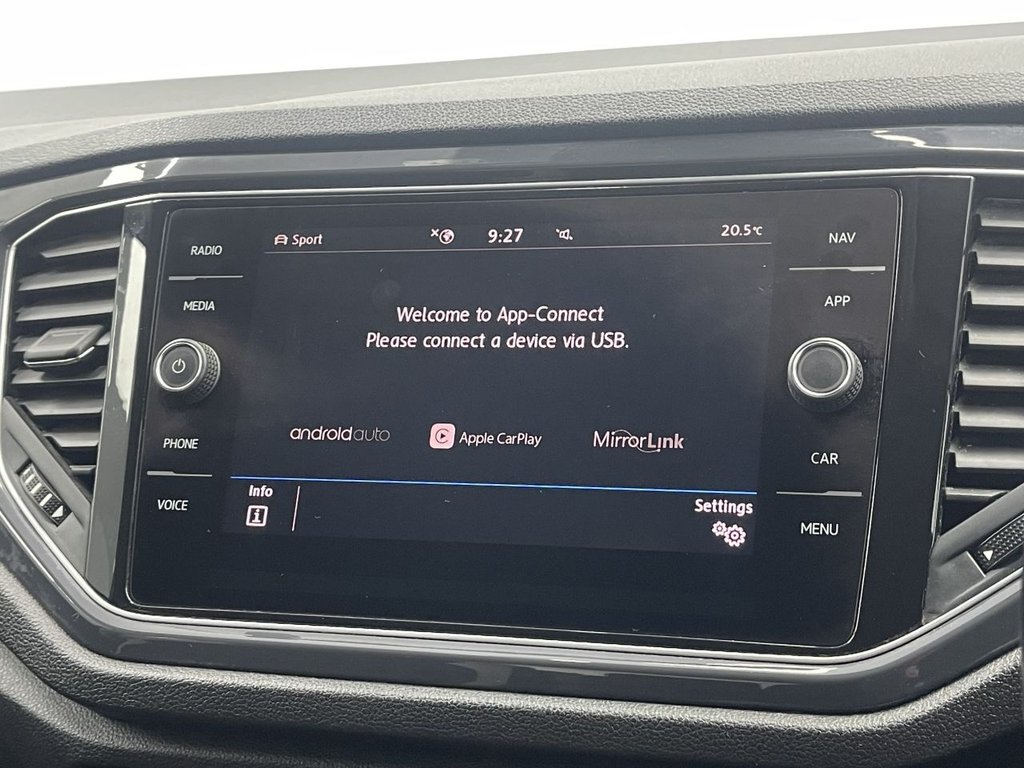 RADIO
MEDIA
PHONE
VOICE
Sport
9:27
20.5°C
Welcome to App-Connect
Please connect a device via USB.
androidauto
Apple CarPlay
MirrorLink
Info
Settings
NAV
APP
CAR
MENU